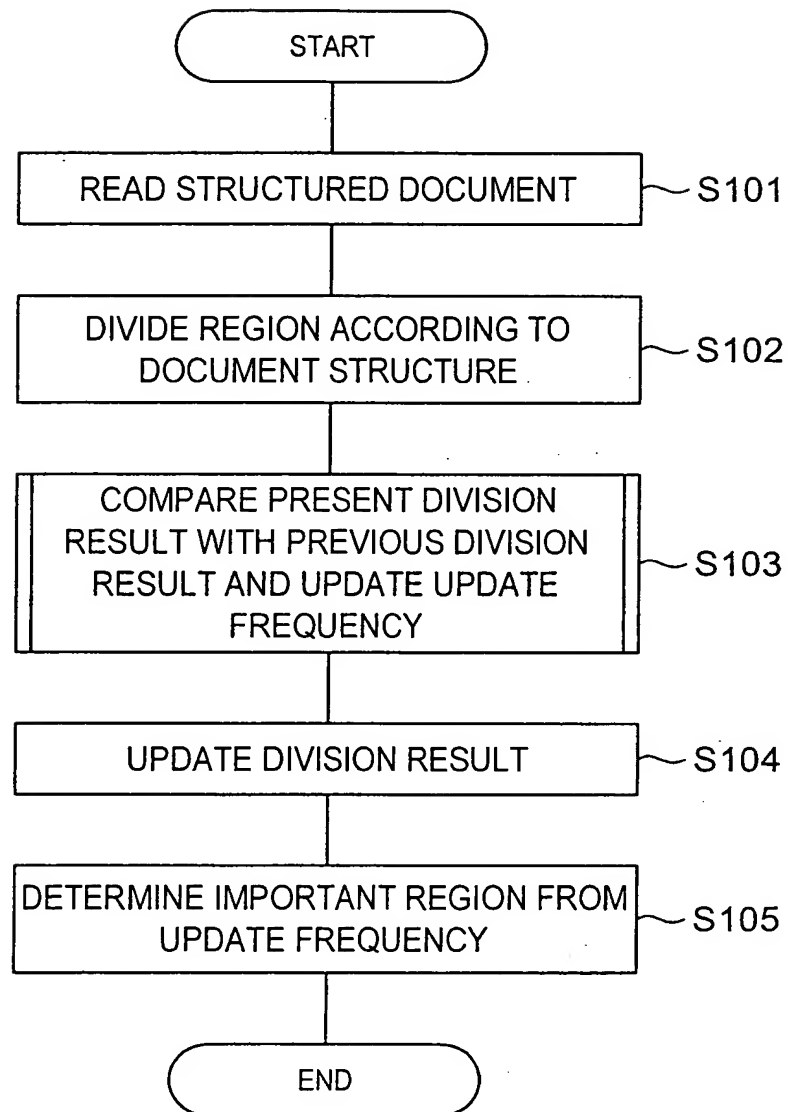 START
READ STRUCTURED DOCUMENT
S101
DIVIDE REGION ACCORDING TO
DOCUMENT STRUCTURE
S102
COMPARE PRESENT DIVISION
RESULT WITH PREVIOUS DIVISION
RESULT AND UPDATE UPDATE
FREQUENCY
S103
UPDATE DIVISION RESULT
S104
DETERMINE IMPORTANT REGION FROM
UPDATE FREQUENCY
S105
END